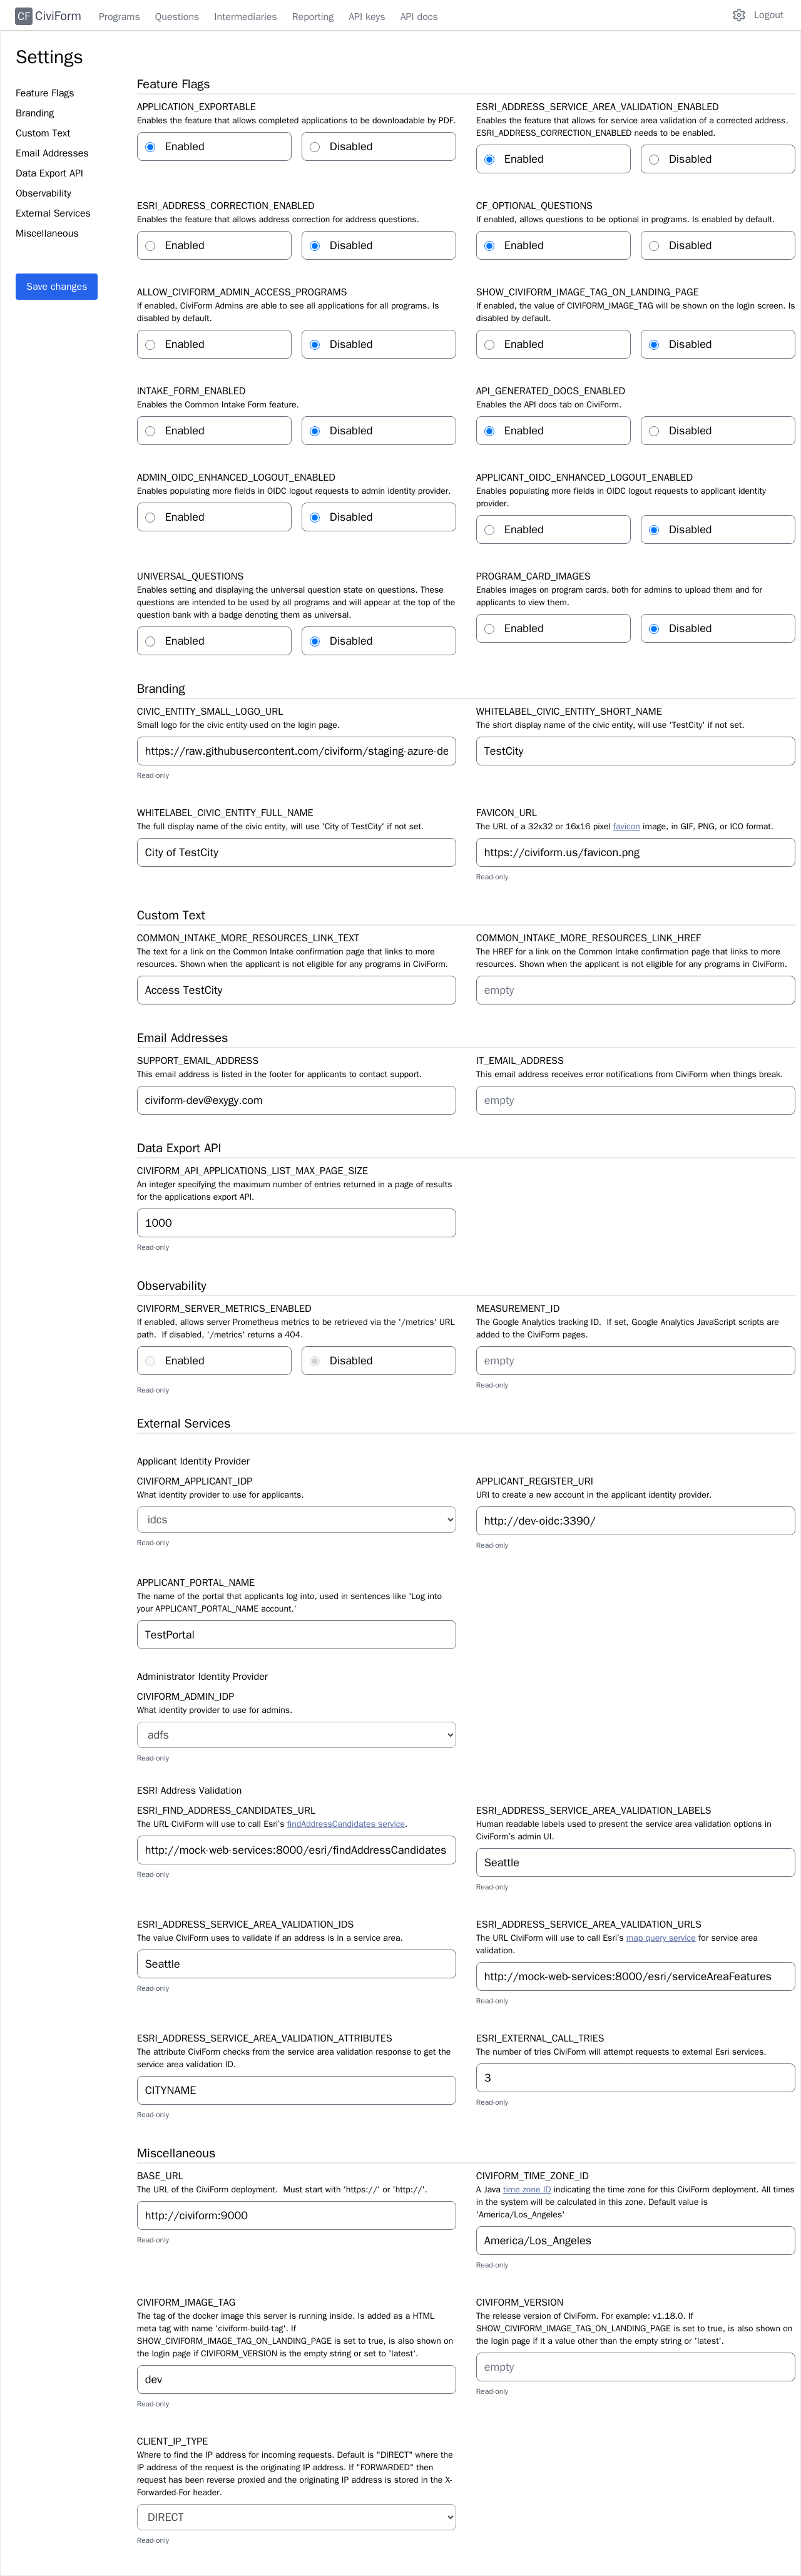 CF CiviForm Programs Questions Intermediaries Reporting API keys API docs Logout
Settings
Feature Flags
Branding
Custom Text
Email Addresses
Data Export API
Observability
External Services
Miscellaneous
Save changes
Feature Flags
APPLICATION_EXPORTABLE
Enables the feature that allows completed applications to be downloadable by PDF.
Enabled Disabled
ESRI_ADDRESS_SERVICE_AREA_VALIDATION_ENABLED
Enables the feature that allows for service area validation of a corrected address.
ESRI_ADDRESS_CORRECTION_ENABLED needs to be enabled.
Enabled Disabled
ESRI_ADDRESS_CORRECTION_ENABLED
Enables the feature that allows address correction for address questions.
Enabled Disabled
CF_OPTIONAL_QUESTIONS
If enabled, allows questions to be optional in programs. Is enabled by default.
Enabled Disabled
ALLOW_CIVIFORM_ADMIN_ACCESS_PROGRAMS
If enabled, CiviForm Admins are able to see all applications for all programs. Is
disabled by default.
Enabled Disabled
SHOW_CIVIFORM_IMAGE_TAG_ON_LANDING_PAGE
If enabled, the value of CIVIFORM_IMAGE_TAG will be shown on the login screen. Is
disabled by default.
Enabled Disabled
INTAKE_FORM_ENABLED
Enables the Common Intake Form feature.
Enabled Disabled
API_GENERATED_DOCS_ENABLED
Enables the API docs tab on CiviForm.
Enabled Disabled
ADMIN_OIDC_ENHANCED_LOGOUT_ENABLED
Enables populating more fields in OIDC logout requests to admin identity provider.
Enabled Disabled
APPLICANT_OIDC_ENHANCED_LOGOUT_ENABLED
Enables populating more fields in OIDC logout requests to applicant identity
provider.
Enabled Disabled
UNIVERSAL_QUESTIONS
Enables setting and displaying the universal question state on questions. These
questions are intended to be used by all programs and will appear at the top of the
question bank with a badge denoting them as universal.
Enabled Disabled
PROGRAM_CARD_IMAGES
Enables images on program cards, both for admins to upload them and for
applicants to view them.
Enabled Disabled
Branding
CIVIC_ENTITY_SMALL_LOGO_URL
Small logo for the civic entity used on the login page.
https://raw.githubusercontent.com/civiform/staging-azure-de
Read-only
WHITELABEL_CIVIC_ENTITY_SHORT_NAME
The short display name of the civic entity, will use 'TestCity' if not set.
TestCity
WHITELABEL_CIVIC_ENTITY_FULL_NAME
The full display name of the civic entity, will use 'City of TestCity' if not set.
City of TestCity
FAVICON_URL
The URL of a 32x32 or 16x16 pixel favicon image, in GIF, PNG, or ICO format.
https://civiform.us/favicon.png
Read-only
Custom Text
COMMON_INTAKE_MORE_RESOURCES_LINK_TEXT
The text for a link on the Common Intake confirmation page that links to more
resources. Shown when the applicant is not eligible for any programs in CiviForm.
Access TestCity
COMMON_INTAKE_MORE_RESOURCES_LINK_HREF
The HREF for a link on the Common Intake confirmation page that links to more
resources. Shown when the applicant is not eligible for any programs in CiviForm.
empty
Email Addresses
SUPPORT_EMAIL_ADDRESS
This email address is listed in the footer for applicants to contact support.
civiform-dev@exygy.com
IT_EMAIL_ADDRESS
This email address receives error notifications from CiviForm when things break.
empty
Data Export API
CIVIFORM_API_APPLICATIONS_LIST_MAX_PAGE_SIZE
An integer specifying the maximum number of entries returned in a page of results
for the applications export API.
1000
Read-only
Observability
CIVIFORM_SERVER_METRICS_ENABLED
If enabled, allows server Prometheus metrics to be retrieved via the '/metrics' URL
path. If disabled, '/metrics' returns a 404.
Enabled Disabled
Read-only
MEASUREMENT_ID
The Google Analytics tracking ID. If set, Google Analytics JavaScript scripts are
added to the CiviForm pages.
empty
Read-only
External Services
Applicant Identity Provider
CIVIFORM_APPLICANT_IDP
What identity provider to use for applicants.
idcs
Read-only
APPLICANT_REGISTER_URI
URI to create a new account in the applicant identity provider.
http://dev-oidc:3390/
Read-only
APPLICANT_PORTAL_NAME
The name of the portal that applicants log into, used in sentences like 'Log into
your APPLICANT_PORTAL_NAME account.'
TestPortal
Administrator Identity Provider
CIVIFORM_ADMIN_IDP
What identity provider to use for admins.
adfs
Read-only
ESRI Address Validation
ESRI_FIND_ADDRESS_CANDIDATES_URL
The URL CiviForm will use to call Esri's findAddressCandidates service.
http://mock-web-services:8000/esri/findAddressCandidates
Read-only
ESRI_ADDRESS_SERVICE_AREA_VALIDATION_LABELS
Human readable labels used to present the service area validation options in
CiviForm's admin UI.
Seattle
Read-only
ESRI_ADDRESS_SERVICE_AREA_VALIDATION_IDS
The value CiviForm uses to validate if an address is in a service area.
Seattle
Read-only
ESRI_ADDRESS_SERVICE_AREA_VALIDATION_URLS
The URL CiviForm will use to call Esri's map query service for service area
validation.
http://mock-web-services:8000/esri/serviceAreaFeatures
Read-only
ESRI_ADDRESS_SERVICE_AREA_VALIDATION_ATTRIBUTES
The attribute CiviForm checks from the service area validation response to get the
service area validation ID.
CITYNAME
Read-only
ESRI_EXTERNAL_CALL_TRIES
The number of tries CiviForm will attempt requests to external Esri services.
3
Read-only
Miscellaneous
BASE_URL
The URL of the CiviForm deployment. Must start with 'https://' or 'http://'.
http://civiform:9000
Read-only
CIVIFORM_TIME_ZONE_ID
A Java time zone ID indicating the time zone for this CiviForm deployment. All times
in the system will be calculated in this zone. Default value is
'America/Los_Angeles'
America/Los_Angeles
Read-only
CIVIFORM_IMAGE_TAG
The tag of the docker image this server is running inside. Is added as a HTML
meta tag with name 'civiform-build-tag'. If
SHOW_CIVIFORM_IMAGE_TAG_ON_LANDING_PAGE is set to true, is also shown on
the login page if CIVIFORM_VERSION is the empty string or set to 'latest'.
dev
Read-only
CIVIFORM_VERSION
The release version of CiviForm. For example: v1.18.0. If
SHOW_CIVIFORM_IMAGE_TAG_ON_LANDING_PAGE is set to true, is also shown on
the login page if it a value other than the empty string or 'latest'.
empty
Read-only
CLIENT_IP_TYPE
Where to find the IP address for incoming requests. Default is "DIRECT" where the
IP address of the request is the originating IP address. If "FORWARDED" then
request has been reverse proxied and the originating IP address is stored in the X-
Forwarded-For header.
DIRECT
Read-only